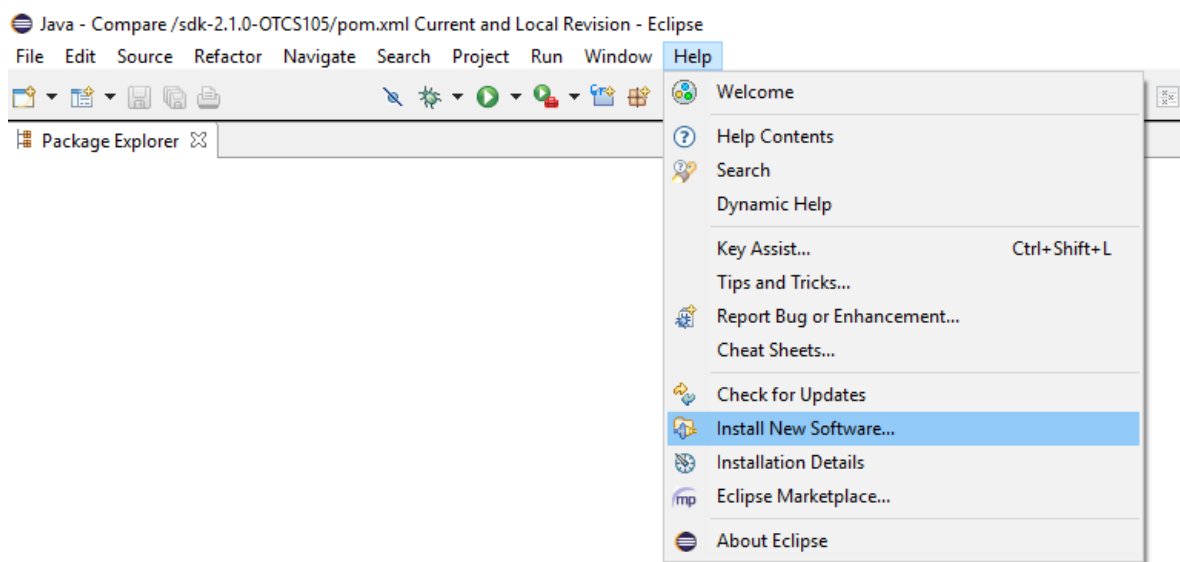 Java - Compare /sdk-2.1.0-OTCS105/pom.xml Current and Local Revision - Eclipse
File Edit Source Refactor Navigate Search Project Run Window Help
Package Explorer
Welcome
Help Contents
Search
Dynamic Help
Key Assist... Ctrl+Shift+L
Tips and Tricks...
Report Bug or Enhancement...
Cheat Sheets...
Check for Updates
Install New Software...
Installation Details
mp Eclipse Marketplace...
About Eclipse